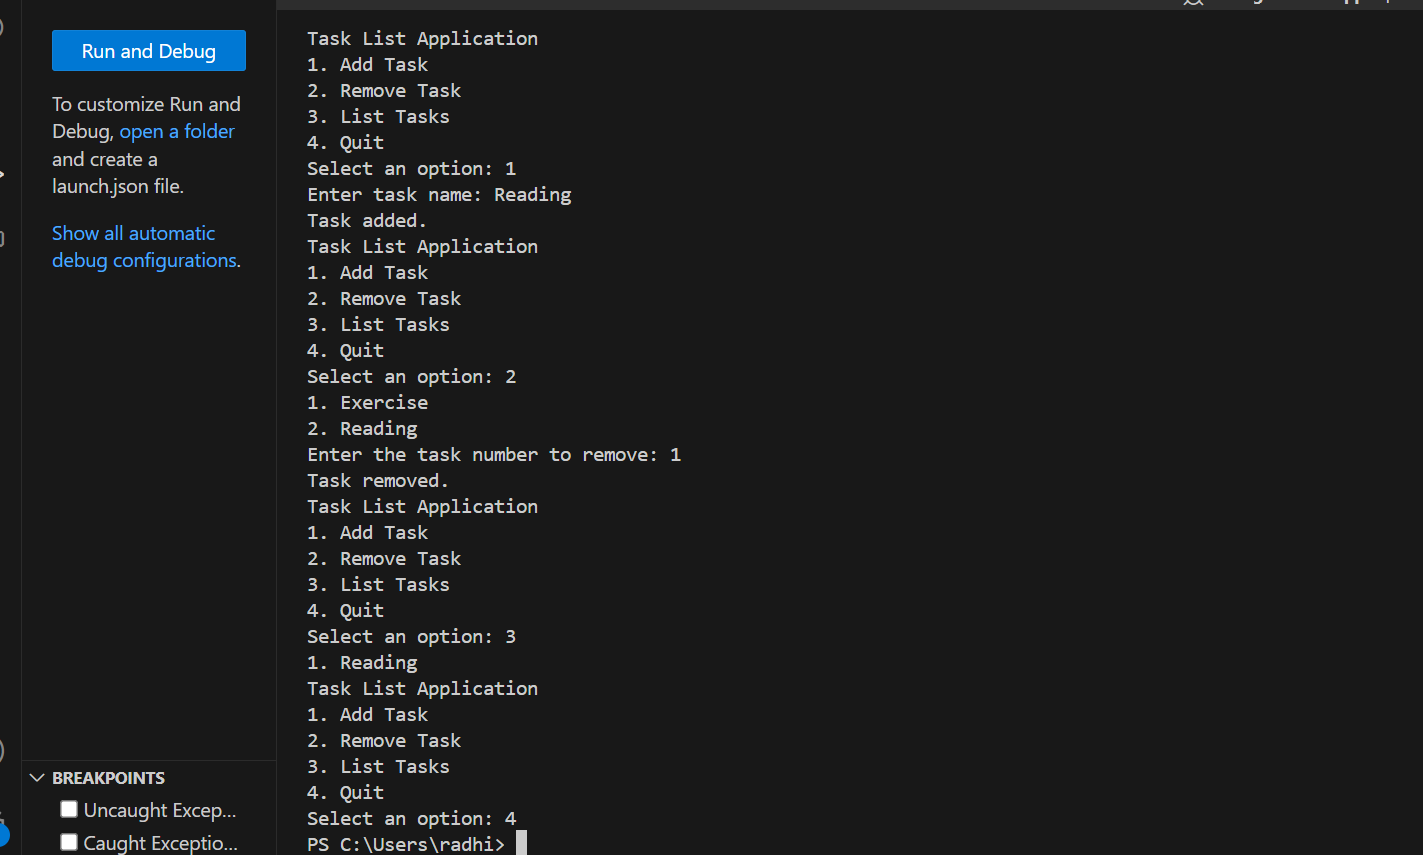 Run and Debug
To customize Run and
Debug, open a folder
and create a
launch.json file.
Show all automatic
debug configurations.
BREAKPOINTS
Uncaught Excep...
Caught Exceptio...
Task List Application
1. Add Task
2. Remove Task
3. List Tasks
4. Quit
Select an option: 1
Enter task name: Reading
Task added.
Task List Application
1. Add Task
2. Remove Task
3. List Tasks
4. Quit
Select an option: 2
1. Exercise
2. Reading
Enter the task number to remove: 1
Task removed.
Task List Application
1. Add Task
2. Remove Task
3. List Tasks
4. Quit
Select an option: 3
1. Reading
Task List Application
1. Add Task
2. Remove Task
3. List Tasks
4. Quit
Select an option: 4
PS C:\Users\radhi>